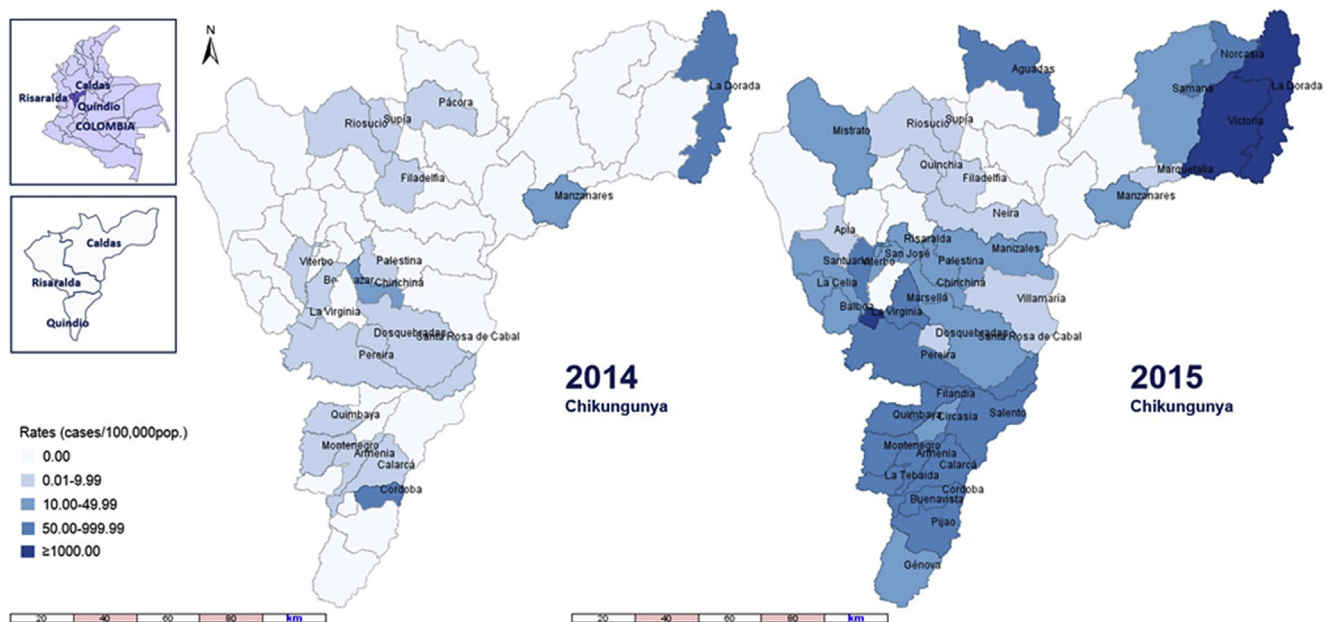 Caldas
Risaralda
Quindío
COLOMBIA
Caldas
Risaralda
Quindío
Rates (cases/100,000pop.)
0.00
0.01-9.99
10.00-49.99
50.00-999.99
≥1000.00
N
La Dorada
Pácora
Supía
Riosucio
Filadelfia
Manzanares
Viterbo
Palestina
Chinchiná
La Virginia
Dosquebradas
Santa Rosa de Cabal
Pereira
Quimbaya
Montenegro
Armenia
Calarcá
Córdoba
2014
Chikungunya
20 40 60 80 km
Norcasia
Aguadas
La Dorada
Samaná
Victoria
Mistrato
Supía
Riosucio
Quinchia
Marquetalia
Filadelfia
Manzanares
Neira
Apía
Risaralda
Manizales
San José
Santuario
Viterbo
Palestina
La Celia
Chinchiná
Marsella
Villamaría
Balboa
La Virginia
Dosquebradas
Santa Rosa de Cabal
Pereira
Filandia
Quimbaya
Circasia
Salento
Montenegro
Armenia
Calarcá
La Tebaida
Córdoba
Buenavista
Pijao
Génova
2015
Chikungunya
20 40 60 80 km